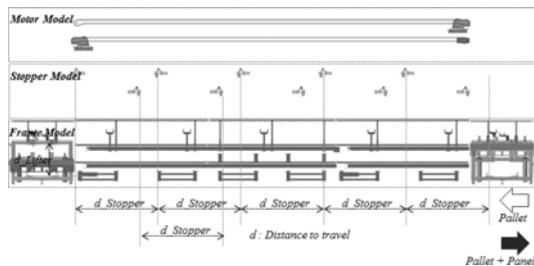 Motor Model
Stopper Model
Frame Model
d_Lifter
d_Stopper d_Stopper d_Stopper d_Stopper d_Stopper
Pallet
d_Stopper
d : Distance to travel
Pallet + Panel